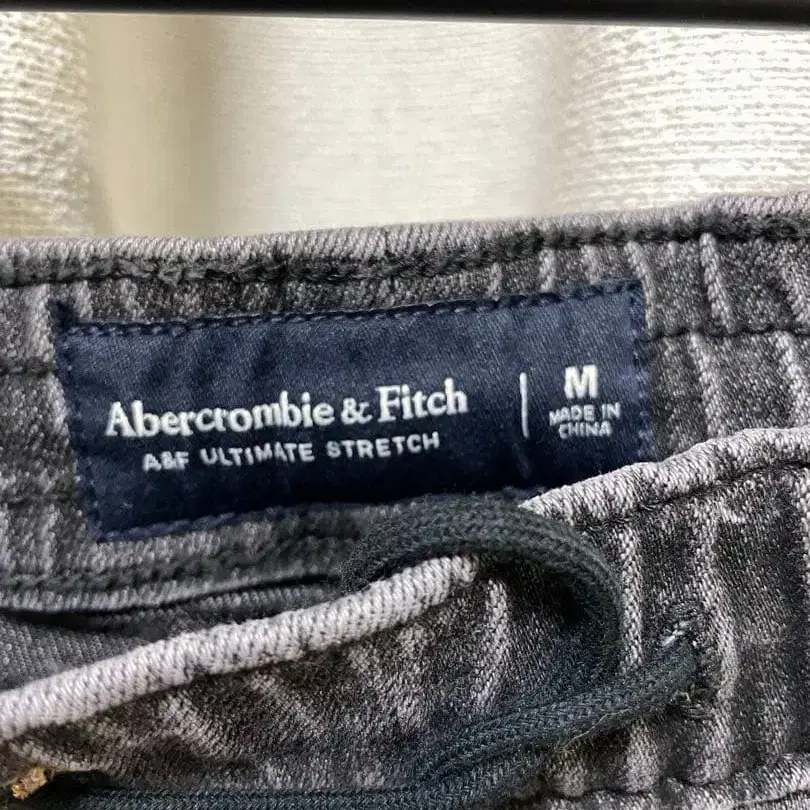 Abercrombie & Fitch
A&F ULTIMATE STRETCH
M
MADE IN
CHINA